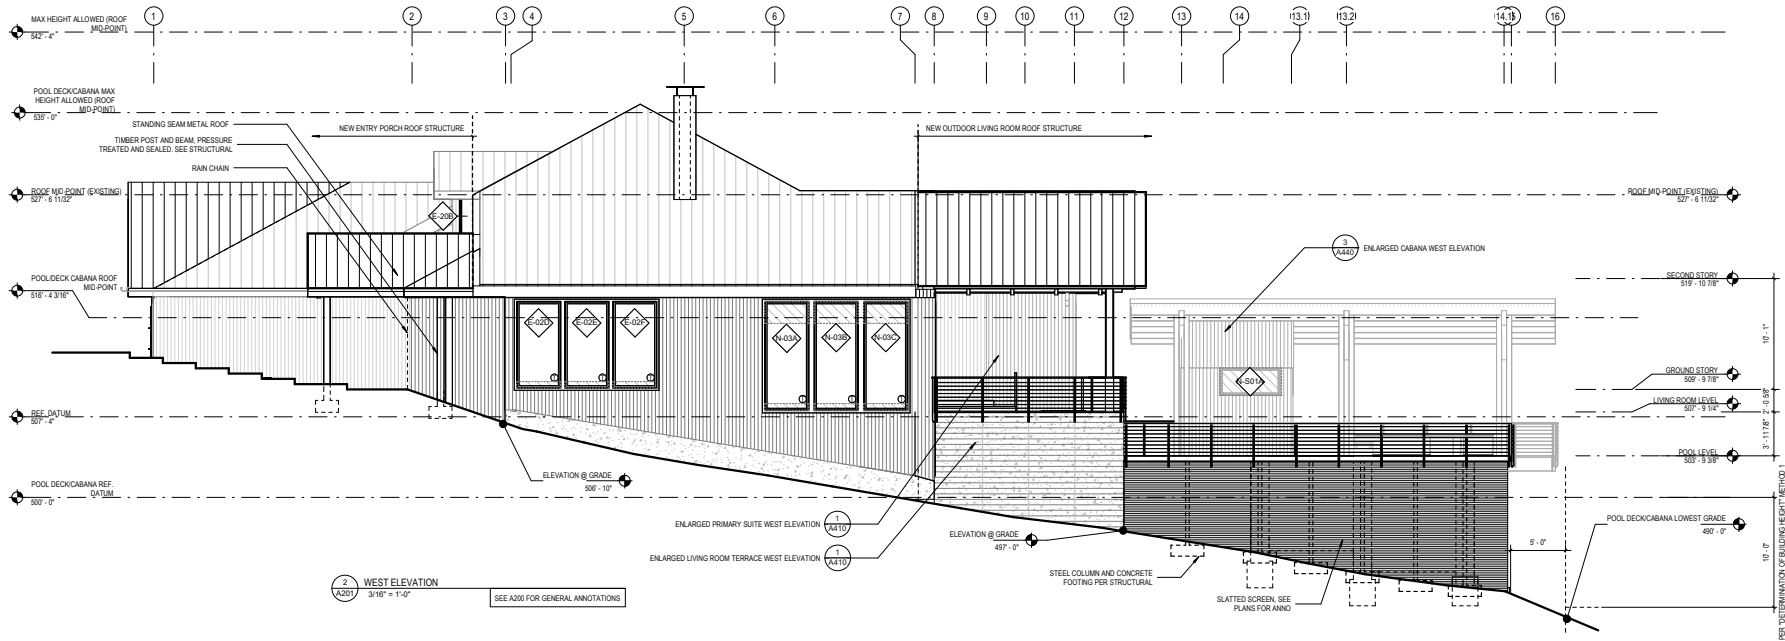 MAX HEIGHT ALLOWED (ROOF
MID-POINT)
542' - 4"
1
2
3
4
5
6
7
8
9
10
11
12
13
14
13.1
13.2
14.1
16
POOL DECK/CABANA MAX
HEIGHT ALLOWED (ROOF
MID-POINT)
535' - 0"
STANDING SEAM METAL ROOF
TIMBER POST AND BEAM, PRESSURE
TREATED AND SEALED. SEE STRUCTURAL
RAIN CHAIN
NEW ENTRY PORCH ROOF STRUCTURE
NEW OUTDOOR LIVING ROOM ROOF STRUCTURE
ROOF MID-POINT (EXISTING)
527' - 6 11/32"
ROOF MID-POINT (EXISTING)
527' - 6 11/32"
E-20B
3
A440
ENLARGED CABANA WEST ELEVATION
POOL/DECK CABANA ROOF
MID-POINT
516' - 4 3/16"
SECOND STORY
519' - 10 7/8"
E-02D
E-02E
E-02F
N-03A
N-03B
N-03C
N-S01A
10' - 1"
GROUND STORY
509' - 9 7/8"
LIVING ROOM LEVEL
507' - 9 1/4"
2' - 0 5/8"
3' - 11 7/8"
REF. DATUM
507' - 4"
POOL LEVEL
503' - 9 3/8"
ELEVATION @ GRADE
506' - 10"
POOL DECK/CABANA REF.
DATUM
500' - 0"
ENLARGED PRIMARY SUITE WEST ELEVATION
1
A410
ELEVATION @ GRADE
497' - 0"
ENLARGED LIVING ROOM TERRACE WEST ELEVATION
1
A410
POOL DECK/CABANA LOWEST GRADE
490' - 0"
5' - 0"
10' - 0"
STEEL COLUMN AND CONCRETE
FOOTING PER STRUCTURAL
SLATTED SCREEN, SEE
PLANS FOR ANNO
2
A201
WEST ELEVATION
3/16" = 1'-0"
SEE A200 FOR GENERAL ANNOTATIONS
PER "DETERMINATION OF BUILDING HEIGHT" METHOD 1